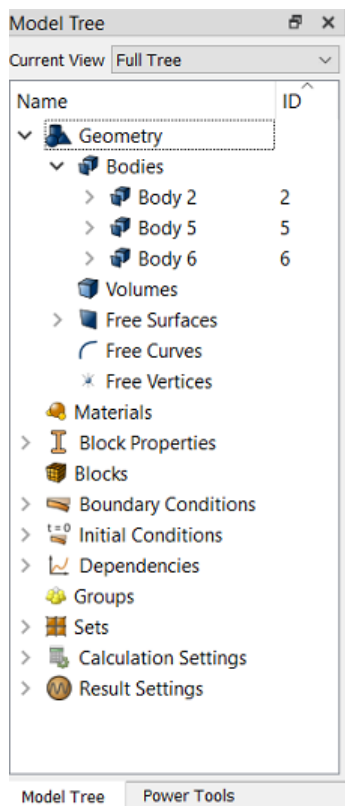 Model Tree
Current View Full Tree
Name ID
Geometry
Bodies
Body 2 2
Body 5 5
Body 6 6
Volumes
Free Surfaces
Free Curves
Free Vertices
Materials
Block Properties
Blocks
Boundary Conditions
t=0 Initial Conditions
Dependencies
Groups
Sets
Calculation Settings
Result Settings
Model Tree Power Tools